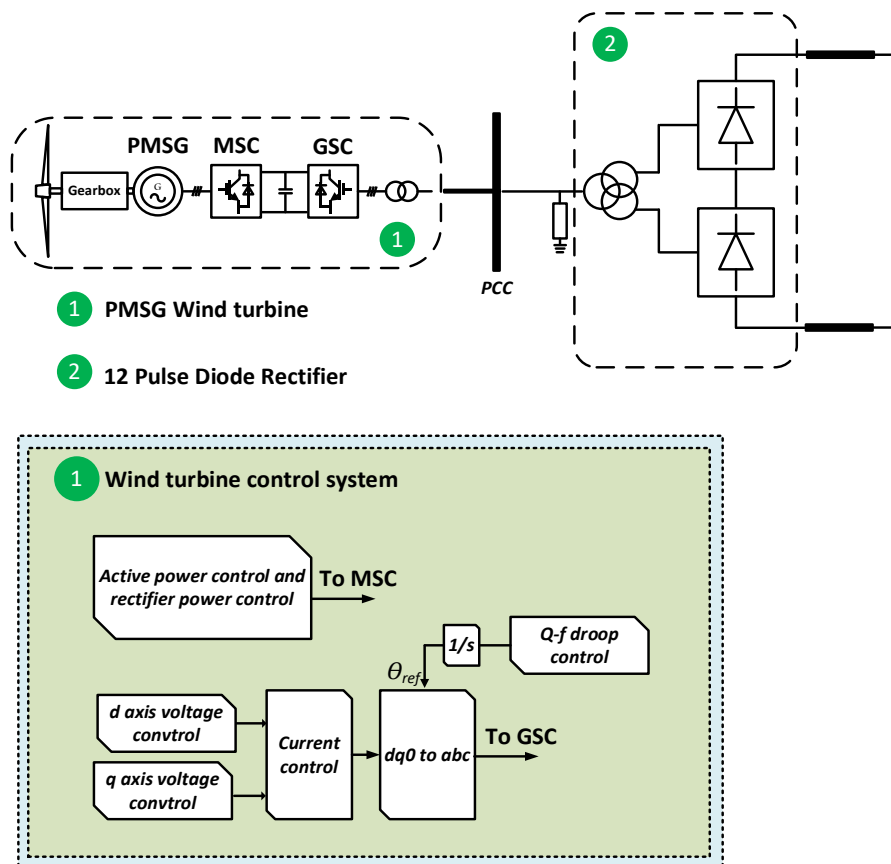 2
PMSG
MSC
GSC
Gearbox
G
1
PCC
1 PMSG Wind turbine
2 12 Pulse Diode Rectifier
1 Wind turbine control system
Active power control and
rectifier power control
To MSC
Q-f droop
control
1/s
θref
d axis voltage
convtrol
q axis voltage
convtrol
Current
control
dq0 to abc
To GSC